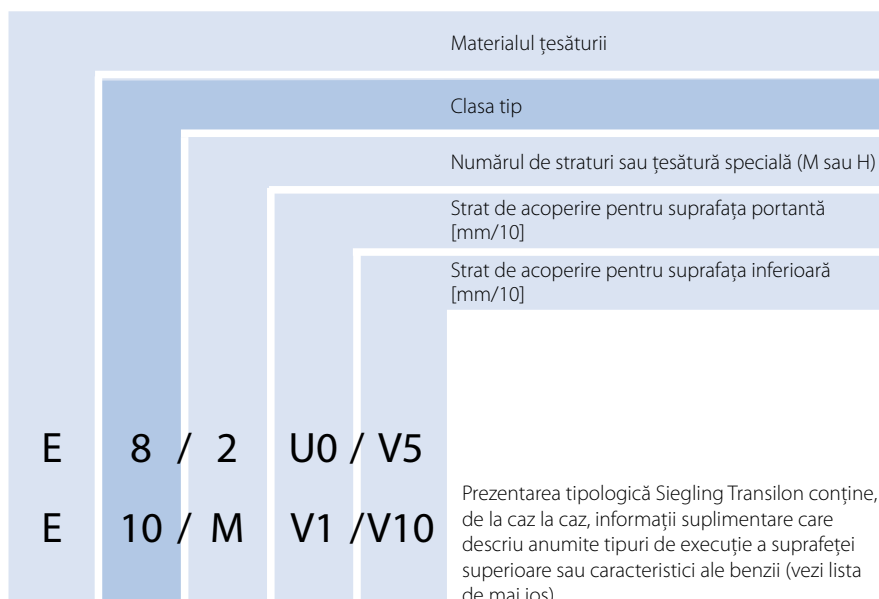 Materialul țesăturii
Clasa tip
Numărul de straturi sau țesătură specială (M sau H)
Strat de acoperire pentru suprafața portantă
[mm/10]
Strat de acoperire pentru suprafața inferioară
[mm/10]
E 8 / 2 U0 / V5
E 10 / M V1 /V10
Prezentarea tipologică Siegling Transilon conține,
de la caz la caz, informații suplimentare care
descriu anumite tipuri de execuție a suprafeței
superioare sau caracteristici ale benzii (vezi lista
de mai jos)